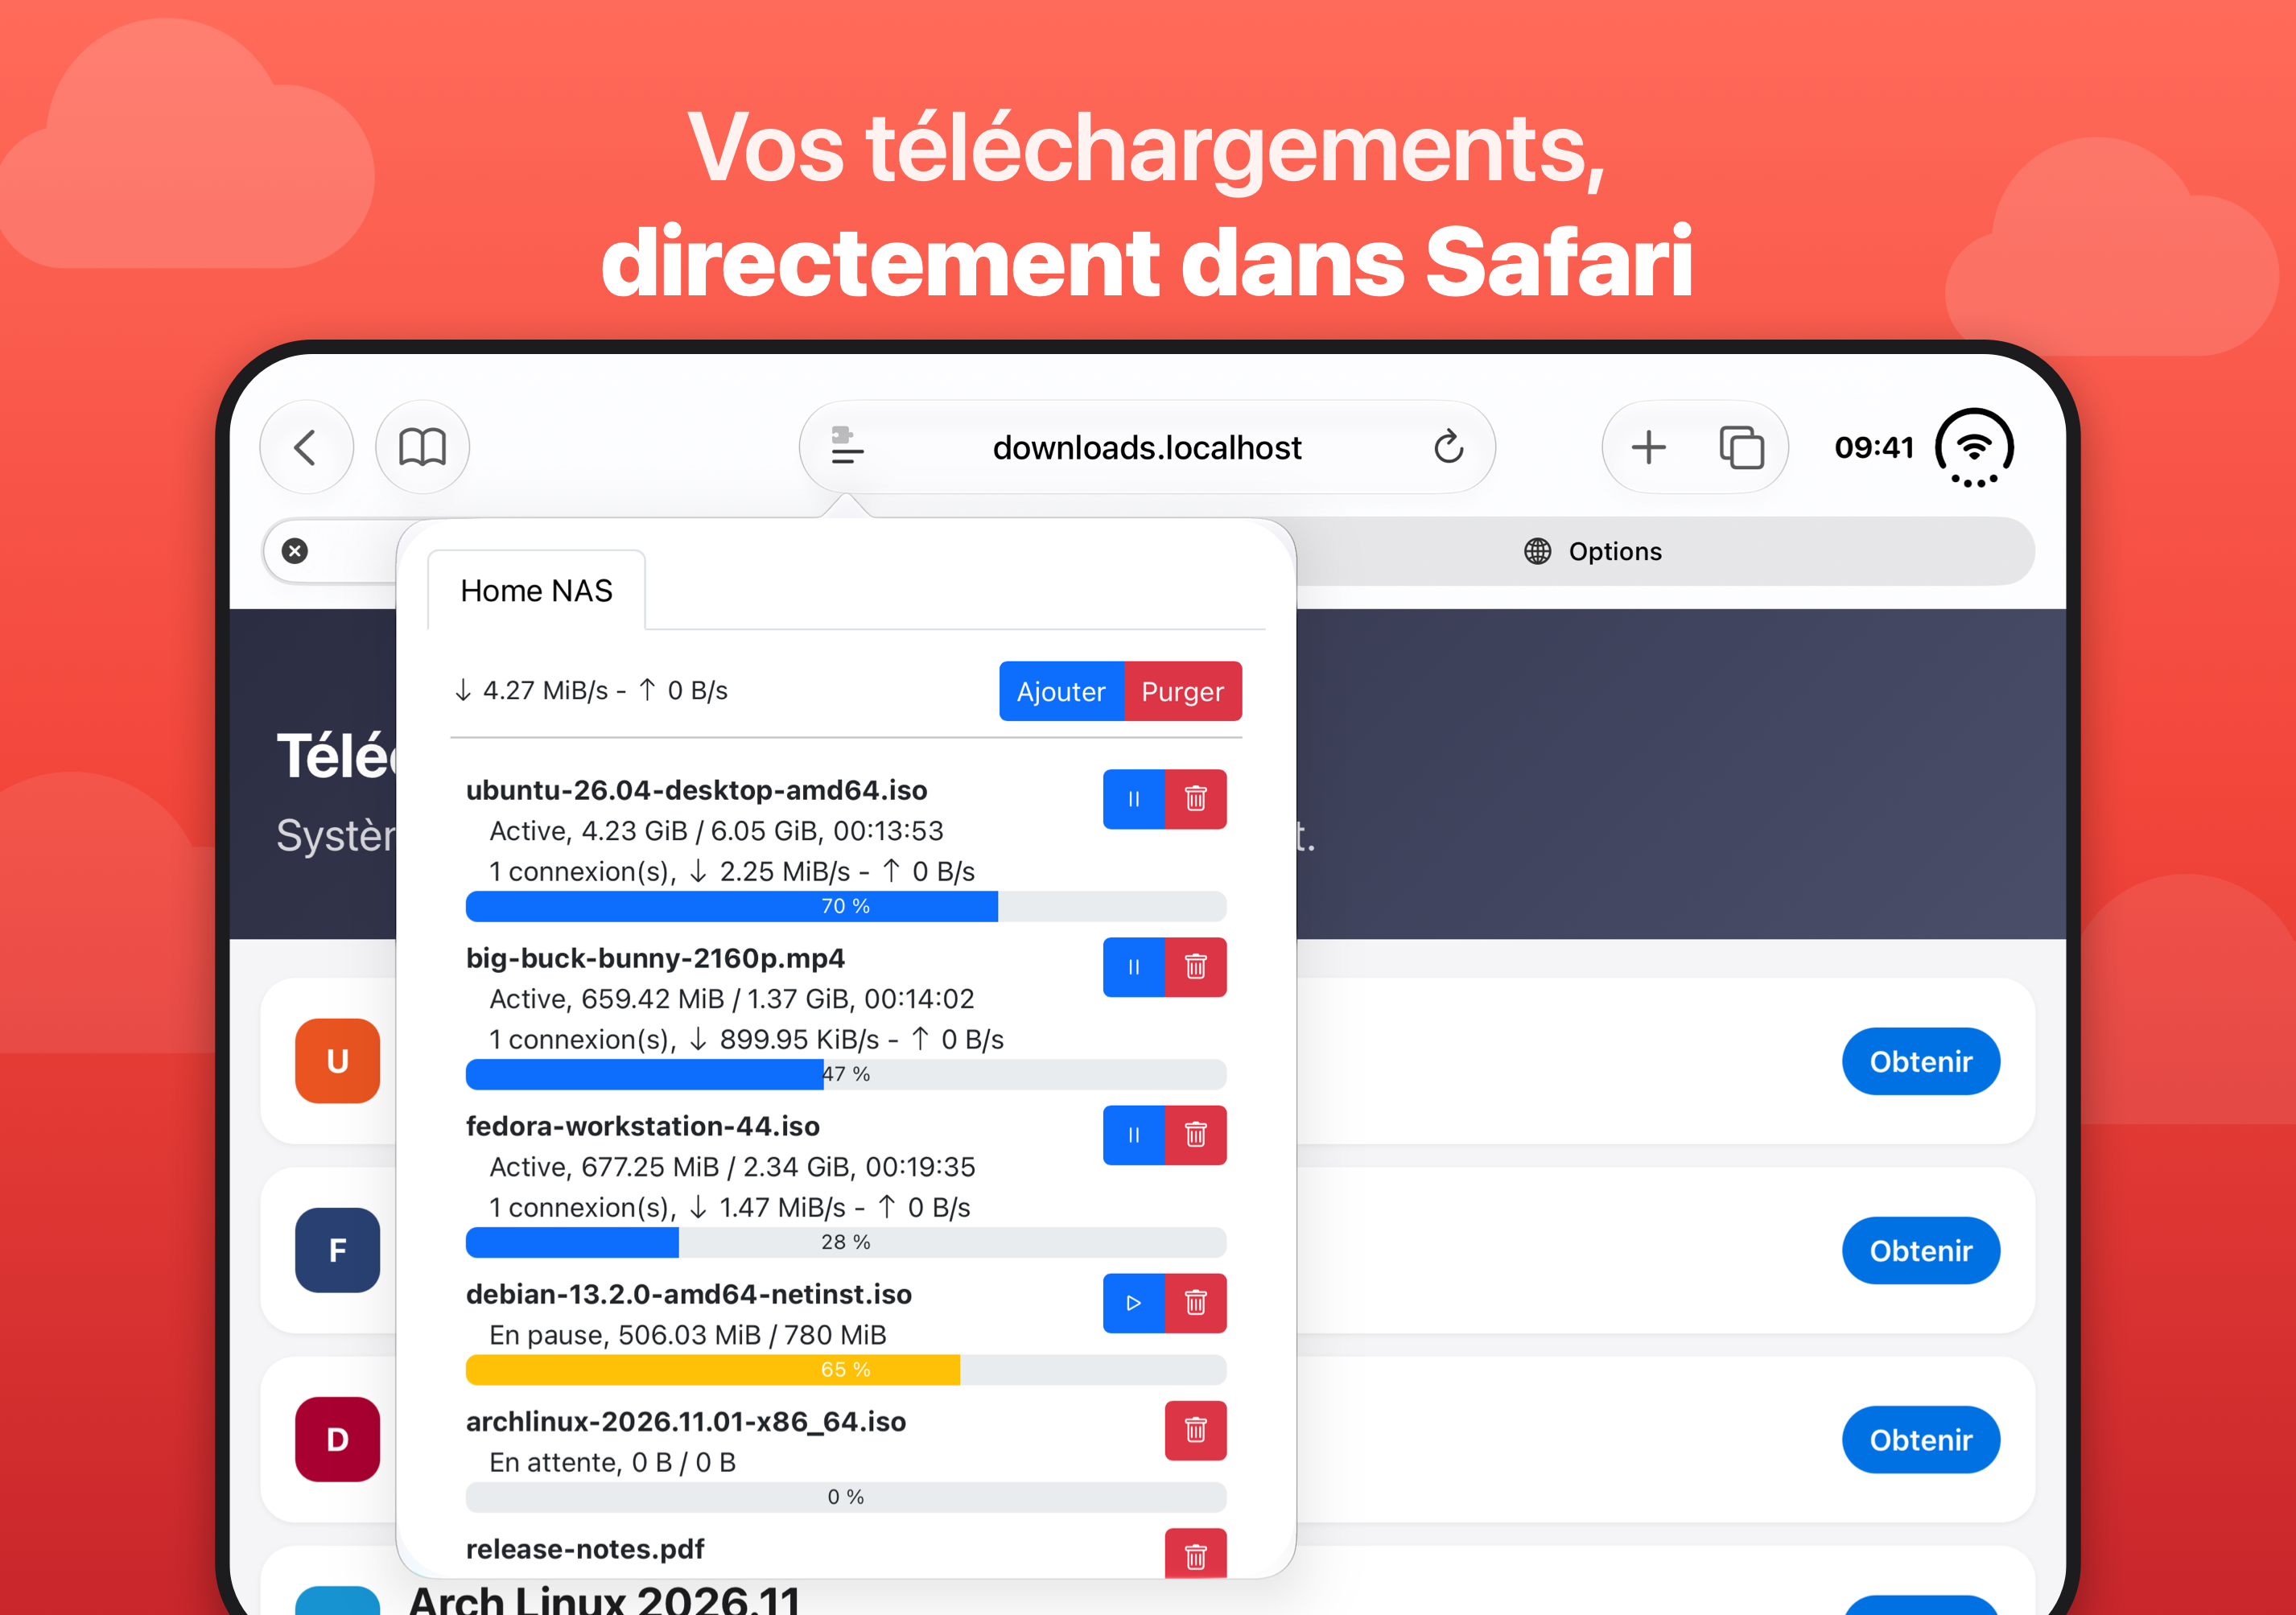 Vos téléchargements,
directement dans Safari
downloads.localhost
09:41
Options
Home NAS
↓ 4.27 MiB/s - ↑ 0 B/s
Ajouter Purger
ubuntu-26.04-desktop-amd64.iso
Active, 4.23 GiB / 6.05 GiB, 00:13:53
1 connexion(s), ↓ 2.25 MiB/s - ↑ 0 B/s
70 %
big-buck-bunny-2160p.mp4
Active, 659.42 MiB / 1.37 GiB, 00:14:02
1 connexion(s), ↓ 899.95 KiB/s - ↑ 0 B/s
47 %
fedora-workstation-44.iso
Active, 677.25 MiB / 2.34 GiB, 00:19:35
1 connexion(s), ↓ 1.47 MiB/s - ↑ 0 B/s
28 %
debian-13.2.0-amd64-netinst.iso
En pause, 506.03 MiB / 780 MiB
65 %
archlinux-2026.11.01-x86_64.iso
En attente, 0 B / 0 B
0 %
release-notes.pdf
U
Obtenir
F
Obtenir
D
Obtenir
Arch Linux 2026.11